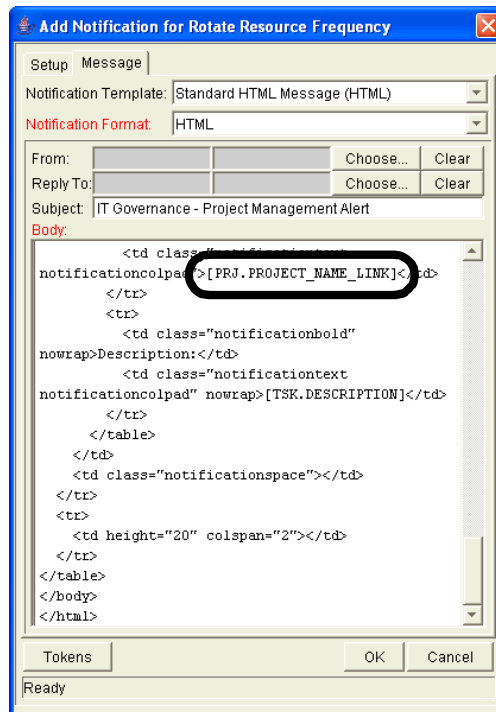 Add Notification for Rotate Resource Frequency
Setup Message
Notification Template: Standard HTML Message (HTML)
Notification Format: HTML
From: Choose... Clear
Reply To: Choose... Clear
Subject: IT Governance - Project Management Alert
Body:
<td class="notificationtext
notificationcolpad">[PRJ.PROJECT_NAME_LINK]</td>
</tr>
<tr>
<td class="notificationbold"
nowrap>Description:</td>
<td class="notificationtext
notificationcolpad" nowrap>[TSK.DESCRIPTION]</td>
</tr>
</table>
</td>
<td class="notificationspace"></td>
</tr>
<tr>
<td height="20" colspan="2"></td>
</tr>
</table>
</body>
</html>
Tokens OK Cancel
Ready